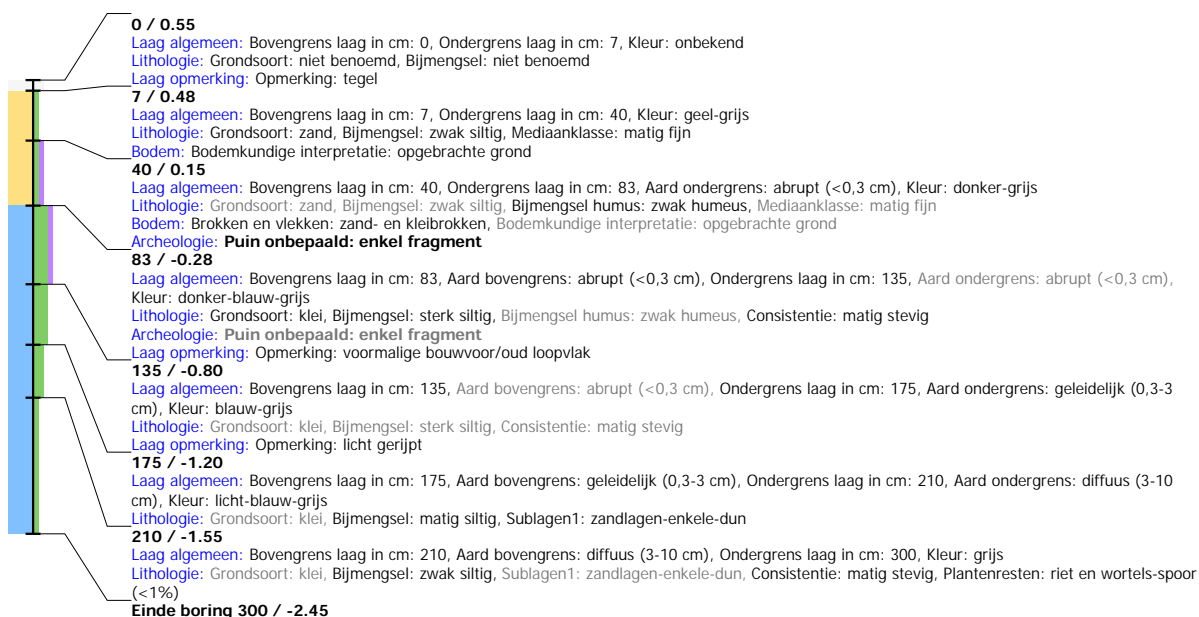 0 / 0.55
Laag algemeen: Bovengrens laag in cm: 0, Ondergrens laag in cm: 7, Kleur: onbekend
Lithologie: Grondsoort: niet benoemd, Bijmengsel: niet benoemd
Laag opmerking: Opmerking: tegel
7 / 0.48
Laag algemeen: Bovengrens laag in cm: 7, Ondergrens laag in cm: 40, Kleur: geel-grijs
Lithologie: Grondsoort: zand, Bijmengsel: zwak siltig, Mediaanklasse: matig fijn
Bodem: Bodemkundige interpretatie: opgebrachte grond
40 / 0.15
Laag algemeen: Bovengrens laag in cm: 40, Ondergrens laag in cm: 83, Aard ondergrens: abrupt (<0,3 cm), Kleur: donker-grijs
Lithologie: Grondsoort: zand, Bijmengsel: zwak siltig, Bijmengsel humus: zwak humeus, Mediaanklasse: matig fijn
Bodem: Brokken en vlekken: zand- en kleibrokken, Bodemkundige interpretatie: opgebrachte grond
Archeologie: Puin onbepaald: enkel fragment
83 / -0.28
Laag algemeen: Bovengrens laag in cm: 83, Aard bovengrens: abrupt (<0,3 cm), Ondergrens laag in cm: 135, Aard ondergrens: abrupt (<0,3 cm),
Kleur: donker-blauw-grijs
Lithologie: Grondsoort: klei, Bijmengsel: sterk siltig, Bijmengsel humus: zwak humeus, Consistentie: matig stevig
Archeologie: Puin onbepaald: enkel fragment
Laag opmerking: Opmerking: voormalige bouwvoor/oud loopvlak
135 / -0.80
Laag algemeen: Bovengrens laag in cm: 135, Aard bovengrens: abrupt (<0,3 cm), Ondergrens laag in cm: 175, Aard ondergrens: geleidelijk (0,3-3
cm), Kleur: blauw-grijs
Lithologie: Grondsoort: klei, Bijmengsel: sterk siltig, Consistentie: matig stevig
Laag opmerking: Opmerking: licht gerijpt
175 / -1.20
Laag algemeen: Bovengrens laag in cm: 175, Aard bovengrens: geleidelijk (0,3-3 cm), Ondergrens laag in cm: 210, Aard ondergrens: diffuus (3-10
cm), Kleur: licht-blauw-grijs
Lithologie: Grondsoort: klei, Bijmengsel: matig siltig, Sublagen1: zandlagen-enkele-dun
210 / -1.55
Laag algemeen: Bovengrens laag in cm: 210, Aard bovengrens: diffuus (3-10 cm), Ondergrens laag in cm: 300, Kleur: grijs
Lithologie: Grondsoort: klei, Bijmengsel: zwak siltig, Sublagen1: zandlagen-enkele-dun, Consistentie: matig stevig, Plantenresten: riet en wortels-spoor
(<1%)
Einde boring 300 / -2.45